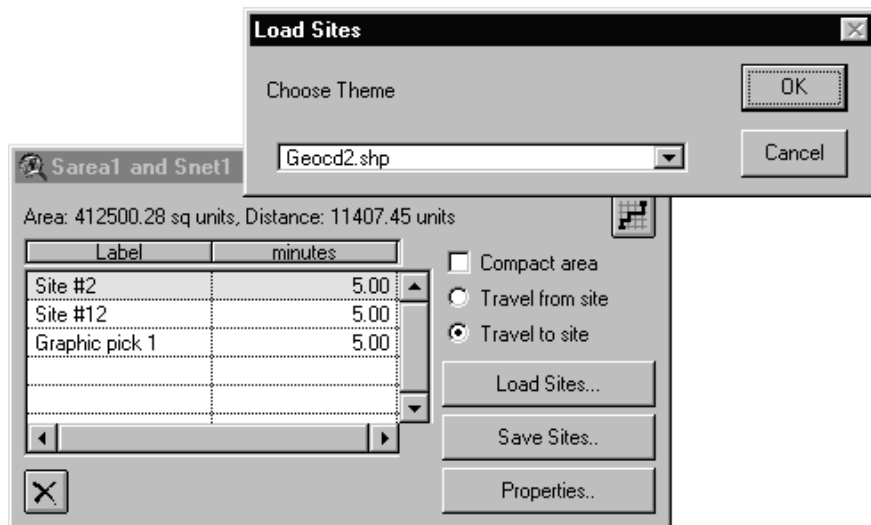 Load Sites
Choose Theme
OK
Geocd2.shp
Cancel
Sarea1 and Snet1
Area: 412500.28 sq units, Distance: 11407.45 units
Label minutes
Site #2 5.00
Site #12 5.00
Graphic pick 1 5.00
Compact area
Travel from site
Travel to site
Load Sites...
Save Sites..
Properties..